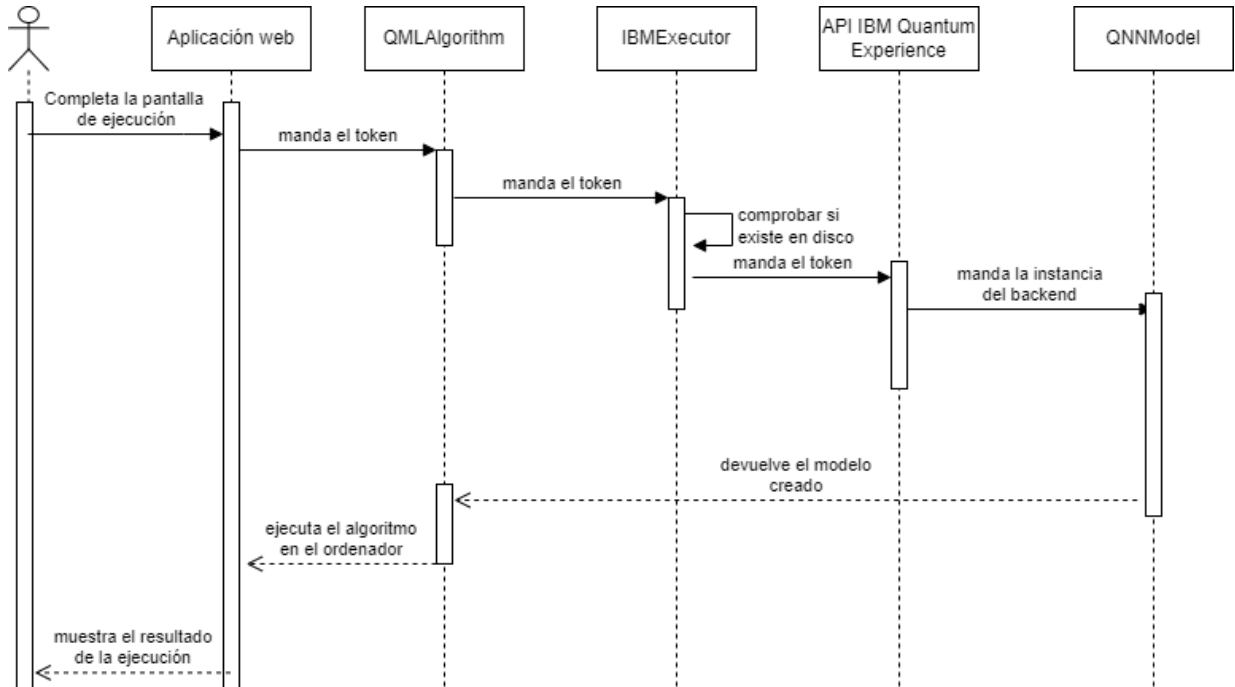 Aplicación web
QMLAlgorithm
IBMExecutor
API IBM Quantum
Experience
QNNModel
Completa la pantalla
de ejecución
manda el token
manda el token
comprobar si
existe en disco
manda el token
manda la instancia
del backend
devuelve el modelo
creado
ejecuta el algoritmo
en el ordenador
muestra el resultado
de la ejecución